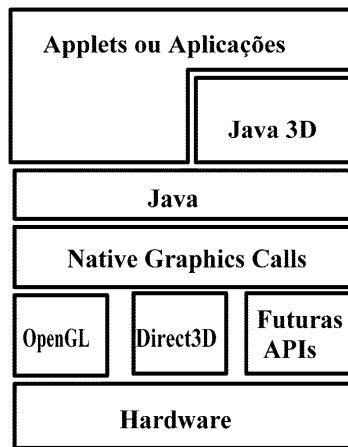 Applets ou Aplicações
Java 3D
Java
Native Graphics Calls
OpenGL
Direct3D
Futuras
APIs
Hardware